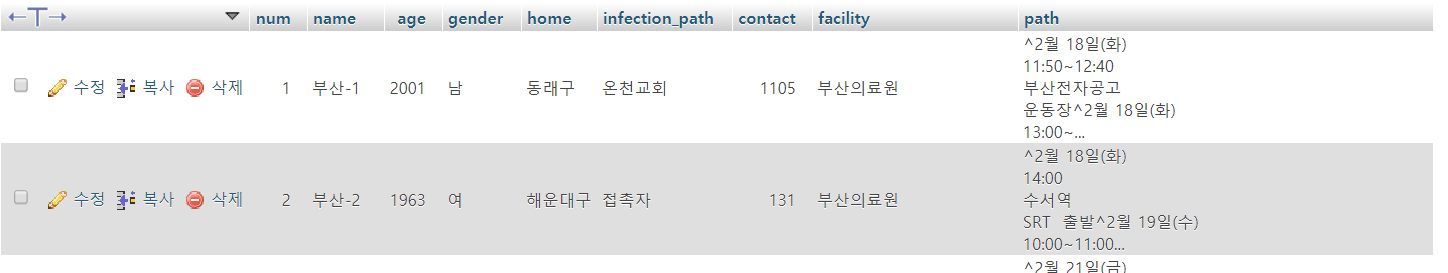 num name age gender home infection_path contact facility path
수정 복사 삭제 1 부산-1 2001 남 동래구 온천교회 1105 부산의료원
^2월 18일(화)
11:50~12:40
부산전자공고
운동장^2월 18일(화)
13:00~...
수정 복사 삭제 2 부산-2 1963 여 해운대구 접촉자 131 부산의료원
^2월 18일(화)
14:00
수서역
SRT 출발^2월 19일(수)
10:00~11:00...
^2월 21일(금)